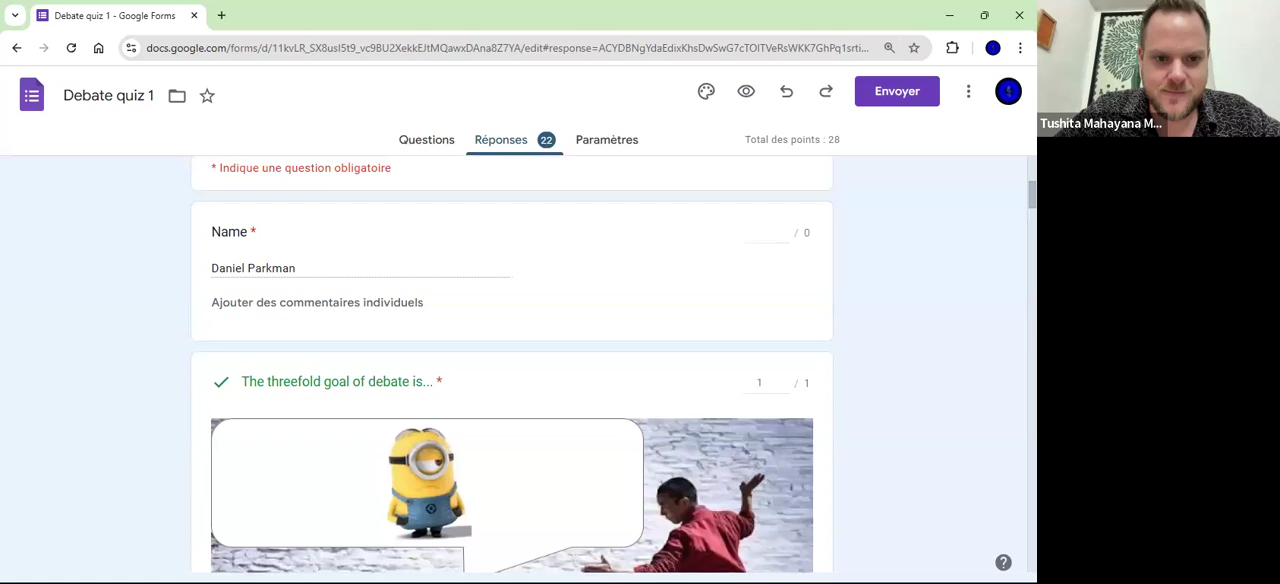 Debate quiz 1 - Google Forms
docs.google.com/forms/d/11kvLR_SX8usI5t9_vc9BU2XekkEJtMQawxDAna8Z7YA/edit#response=ACYDBNgYdaEdixKhsDwSwG7cTOlTVeRsWKK7GhPq1srti...
Debate quiz 1
Envoyer
Questions
Réponses 22
Paramètres
Total des points : 28
* Indique une question obligatoire
Name *
/ 0
Daniel Parkman
Ajouter des commentaires individuels
The threefold goal of debate is... *
1 / 1
Tushita Mahayana M...